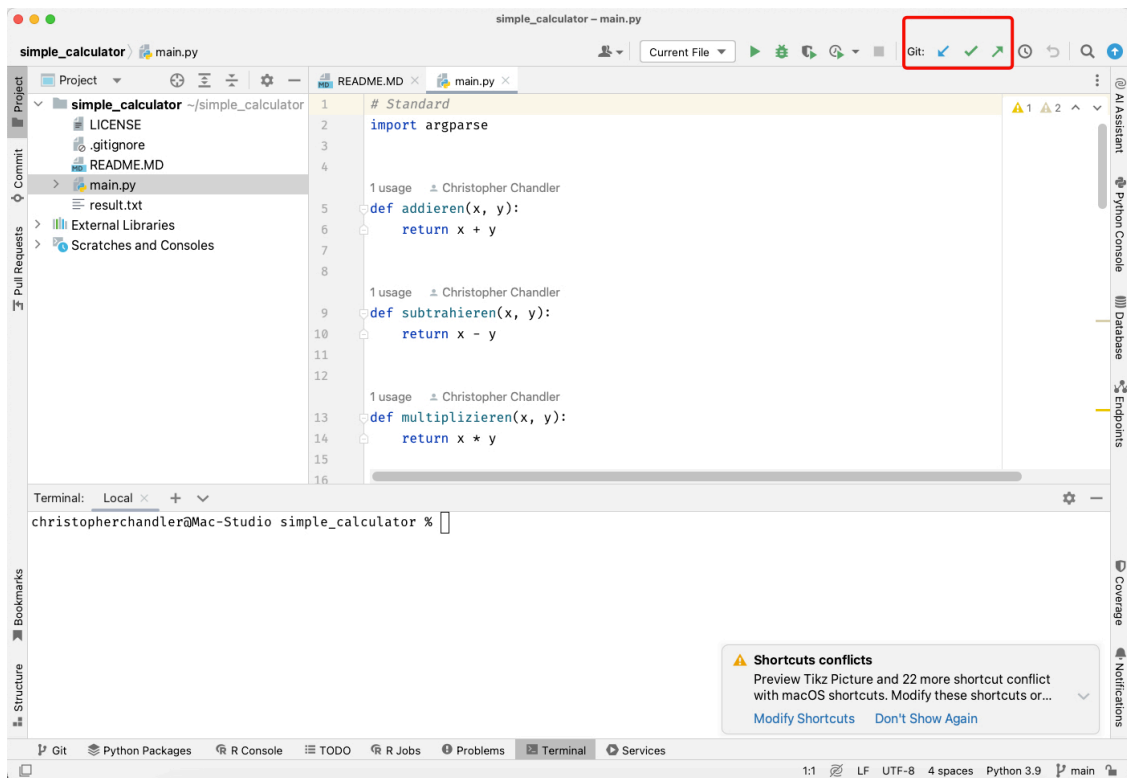 simple_calculator – main.py
simple_calculator main.py
Current File
Git:
Project
README.MD
main.py
simple_calculator ~/simple_calculator
LICENSE
.gitignore
README.MD
main.py
result.txt
External Libraries
Scratches and Consoles
Project
Commit
Pull Requests
Bookmarks
Structure
1 # Standard
2 import argparse
3
4
1 usage Christopher Chandler
5 def addieren(x, y):
6 return x + y
7
8
1 usage Christopher Chandler
9 def subtrahieren(x, y):
10 return x - y
11
12
1 usage Christopher Chandler
13 def multiplizieren(x, y):
14 return x * y
15
16
1 2
AI Assistant
Python Console
Database
Endpoints
Coverage
Notifications
Terminal: Local
christopherchandler@Mac-Studio simple_calculator %
Shortcuts conflicts
Preview Tikz Picture and 22 more shortcut conflict
with macOS shortcuts. Modify these shortcuts or...
Modify Shortcuts Don't Show Again
Git Python Packages R Console TODO R Jobs Problems Terminal Services
1:1 LF UTF-8 4 spaces Python 3.9 main